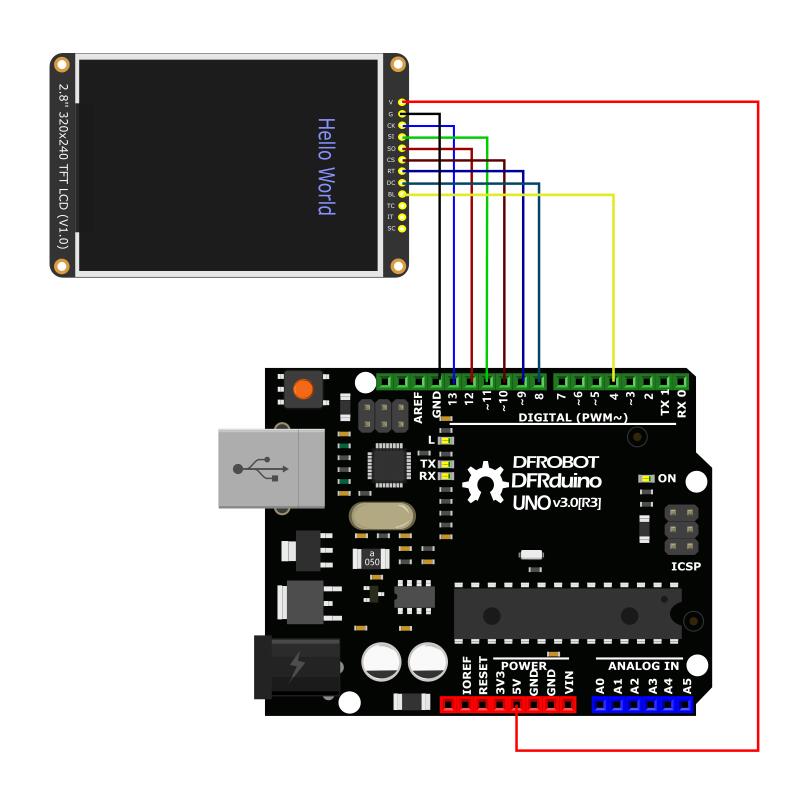 ICSP
ON
RX 0
TX 1
2
~3
4
~5
~6
7
8
~9
~10
~11
12
13
GND
AREF
DIGITAL (PWM~)
DFROBOT
DFRduino
UNO v3.0[R3]
A5
A4
A3
A2
A1
A0
ANALOG IN
VIN
GND
GND
5V
3V3
RESET
IOREF
POWER
L
TX
RX
a
050
V
G
CK
SI
SO
CS
RT
DC
BL
TC
IT
SC
Hello World
2.8'' 320x240 TFT LCD (V1.0)